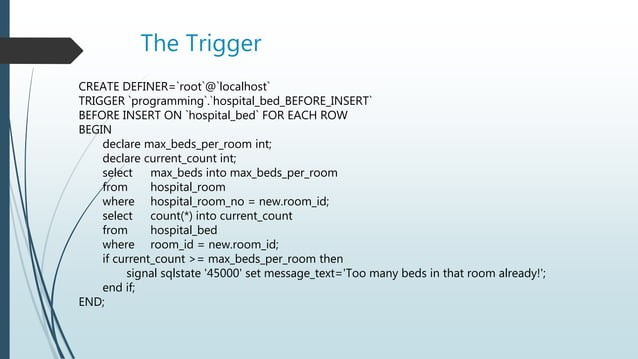 The Trigger
CREATE DEFINER=`root`@`localhost`
TRIGGER `programming`.`hospital_bed_BEFORE_INSERT`
BEFORE INSERT ON `hospital_bed` FOR EACH ROW
BEGIN
declare max_beds_per_room int;
declare current_count int;
select max_beds into max_beds_per_room
from hospital_room
where hospital_room_no = new.room_id;
select count(*) into current_count
from hospital_bed
where room_id = new.room_id;
if current_count >= max_beds_per_room then
signal sqlstate '45000' set message_text='Too many beds in that room already!';
end if;
END;